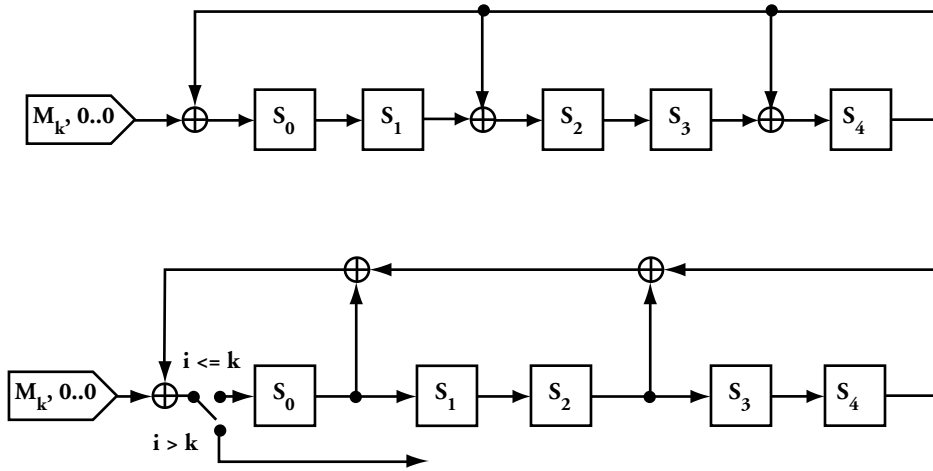 M_k, 0..0
S_0
S_1
S_2
S_3
S_4
i <= k
M_k, 0..0
S_0
S_1
S_2
S_3
S_4
i > k